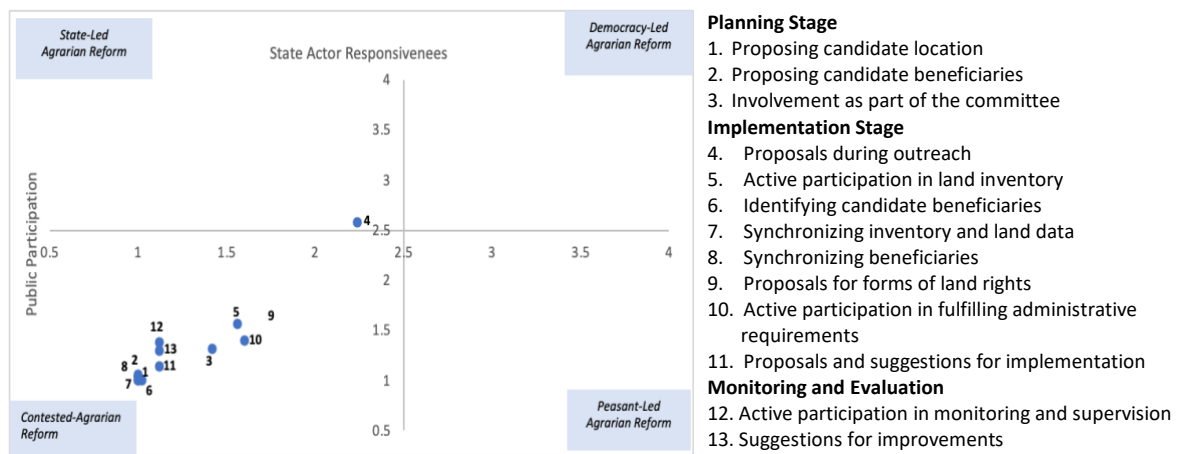 State-Led
Agrarian Reform
Democracy-Led
Agrarian Reform
State Actor Responsivenees
Public Participation
4
3.5
3
2.5
2
1.5
1
0.5
0.5
1
1.5
2
2.5
3
3.5
4
4
5
9
12
13
10
3
11
2
8
1
7
6
Contested-Agrarian
Reform
Peasant-Led
Agrarian Reform
Planning Stage
1. Proposing candidate location
2. Proposing candidate beneficiaries
3. Involvement as part of the committee
Implementation Stage
4. Proposals during outreach
5. Active participation in land inventory
6. Identifying candidate beneficiaries
7. Synchronizing inventory and land data
8. Synchronizing beneficiaries
9. Proposals for forms of land rights
10. Active participation in fulfilling administrative
requirements
11. Proposals and suggestions for implementation
Monitoring and Evaluation
12. Active participation in monitoring and supervision
13. Suggestions for improvements